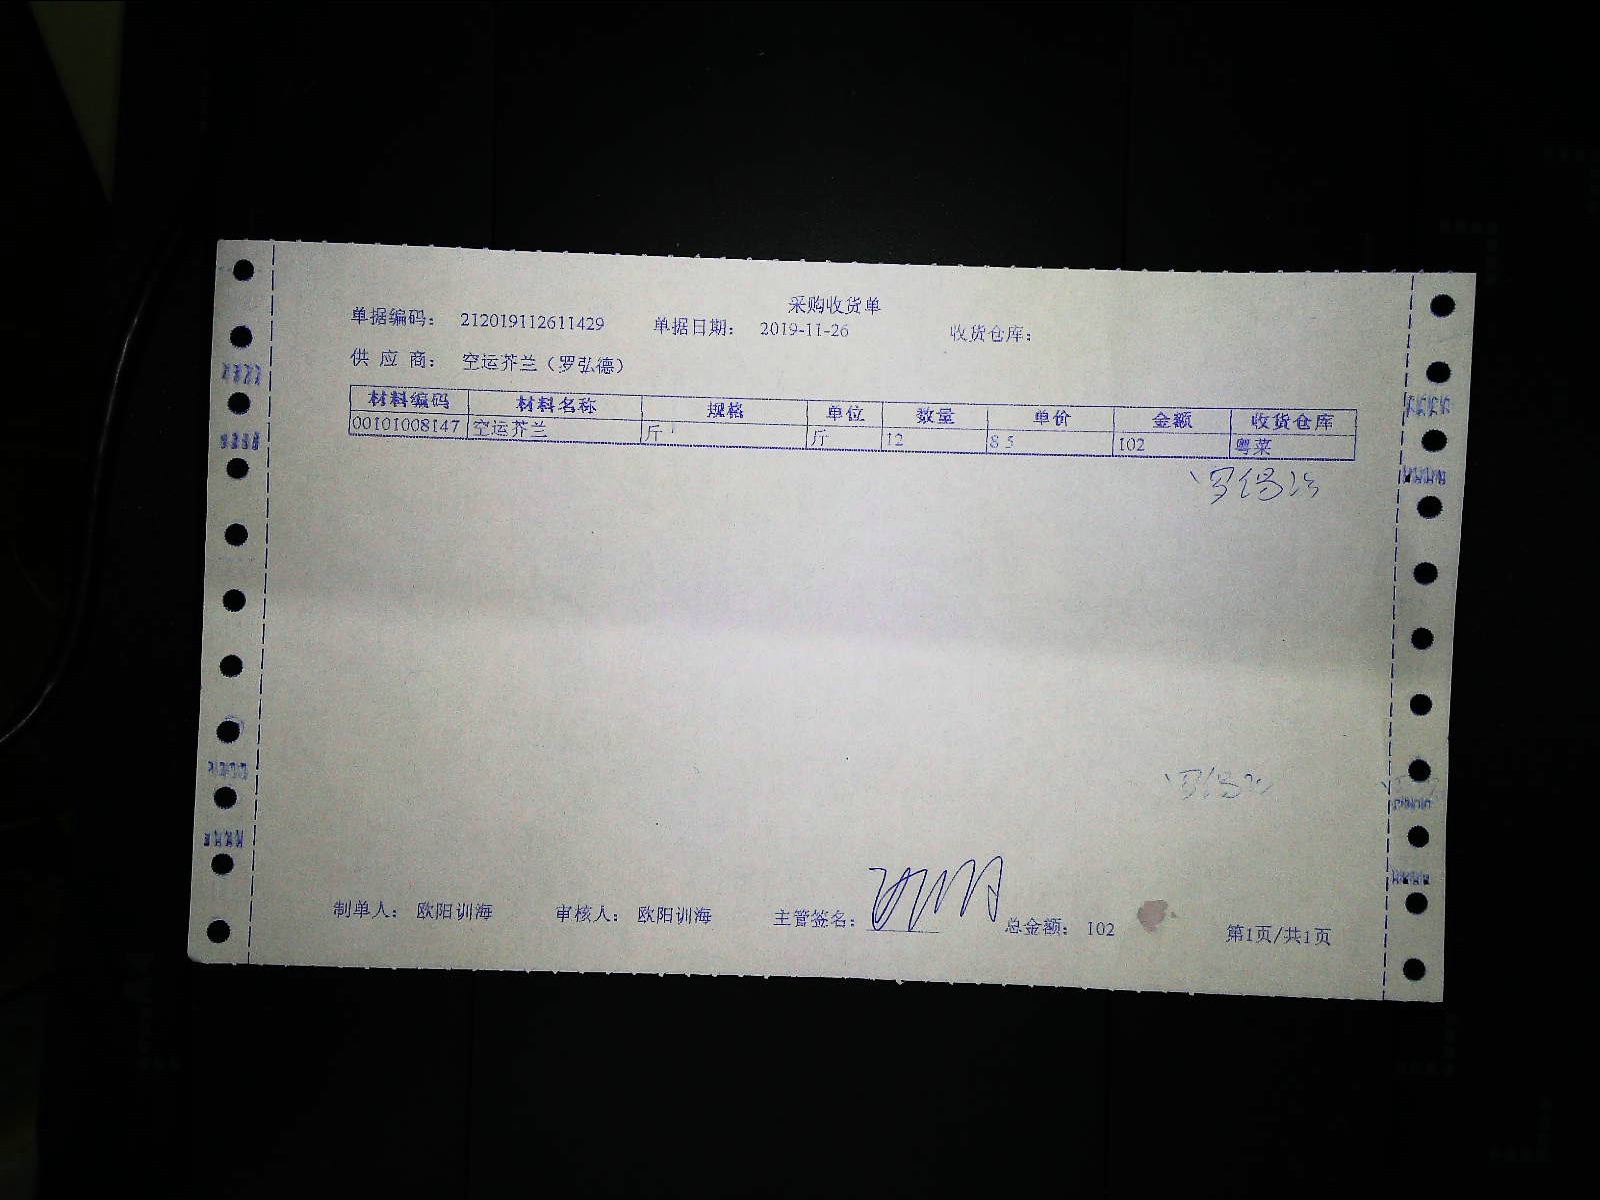 采购收货单
单据编码： 212019112611429 单据日期： 2019-11-26 收货仓库：
供 应 商： 空运芥兰（罗弘德）
材料编码 材料名称 规格 单位 数量 单价 金额 收货仓库
00101008147 空运芥兰 斤 斤 12 8.5 102 粤菜
制单人： 欧阳训海 审核人： 欧阳训海 主管签名： 总金额： 102 第1页/共1页